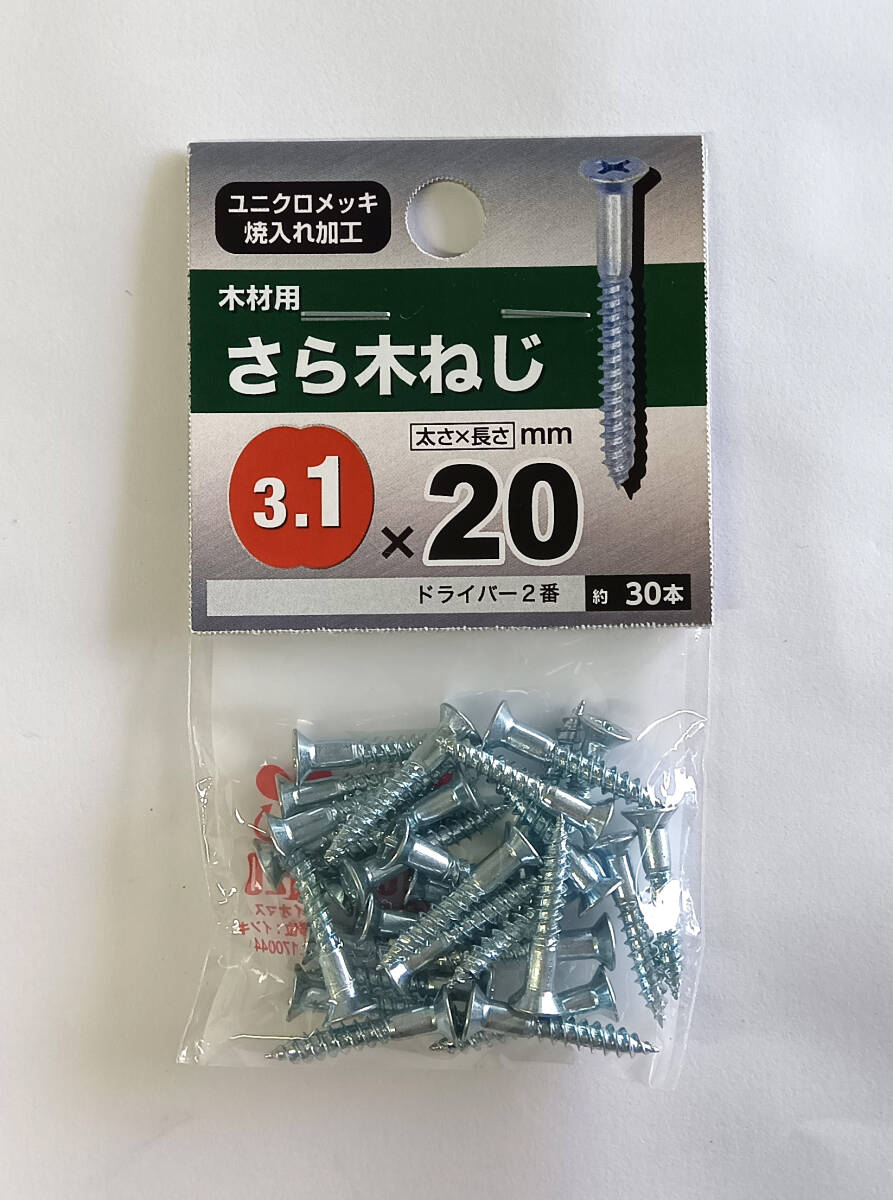 ユニクロメッキ
焼入れ加工
木材用
さら木ねじ
太さ×長さ mm
3.1 × 20
ドライバー2番 約 30本
170044